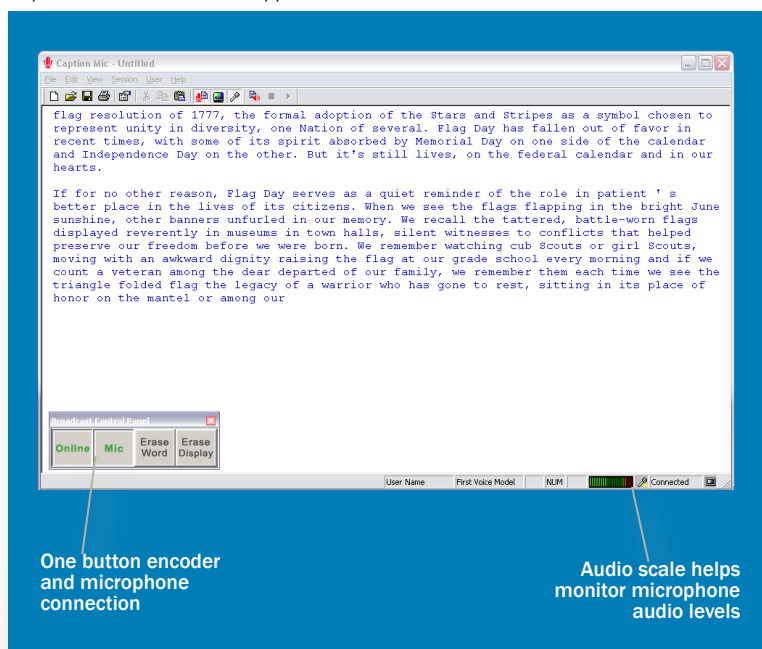 Caption Mic - Untitled
File Edit View Session User Help
flag resolution of 1777, the formal adoption of the Stars and Stripes as a symbol chosen to
represent unity in diversity, one Nation of several. Flag Day has fallen out of favor in
recent times, with some of its spirit absorbed by Memorial Day on one side of the calendar
and Independence Day on the other. But it's still lives, on the federal calendar and in our
hearts.
If for no other reason, Flag Day serves as a quiet reminder of the role in patient ' s
better place in the lives of its citizens. When we see the flags flapping in the bright June
sunshine, other banners unfurled in our memory. We recall the tattered, battle-worn flags
displayed reverently in museums in town halls, silent witnesses to conflicts that helped
preserve our freedom before we were born. We remember watching cub Scouts or girl Scouts,
moving with an awkward dignity raising the flag at our grade school every morning and if we
count a veteran among the dear departed of our family, we remember them each time we see the
triangle folded flag the legacy of a warrior who has gone to rest, sitting in its place of
honor on the mantel or among our
Broadcast Control Panel
Online Mic Erase Word Erase Display
User Name First Voice Model NUM Connected
One button encoder
and microphone
connection
Audio scale helps
monitor microphone
audio levels